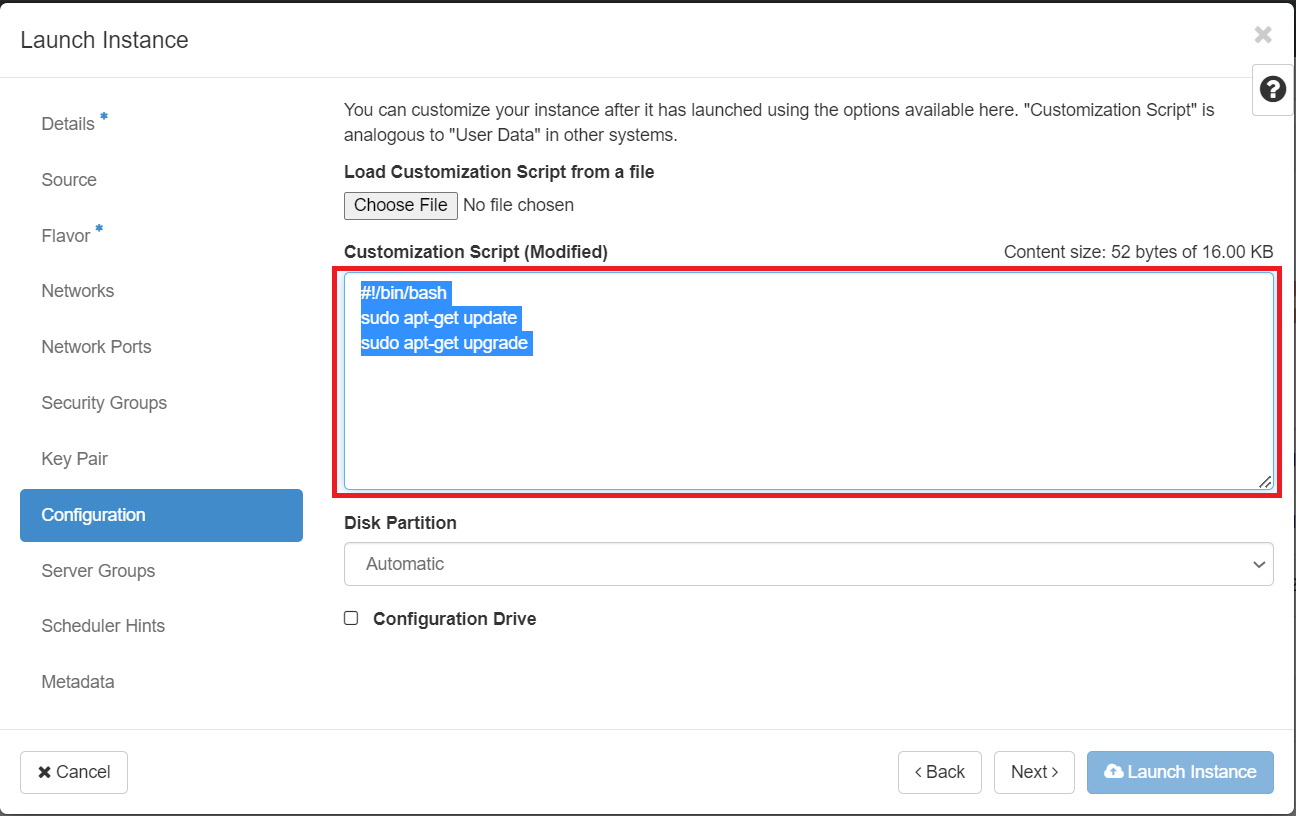 Launch Instance
Details *
Source
Flavor *
Networks
Network Ports
Security Groups
Key Pair
Configuration
Server Groups
Scheduler Hints
Metadata
You can customize your instance after it has launched using the options available here. "Customization Script" is
analogous to "User Data" in other systems.
Load Customization Script from a file
Choose File No file chosen
Customization Script (Modified) Content size: 52 bytes of 16.00 KB
#!/bin/bash
sudo apt-get update
sudo apt-get upgrade
Disk Partition
Automatic
Configuration Drive
Cancel
Back
Next
Launch Instance